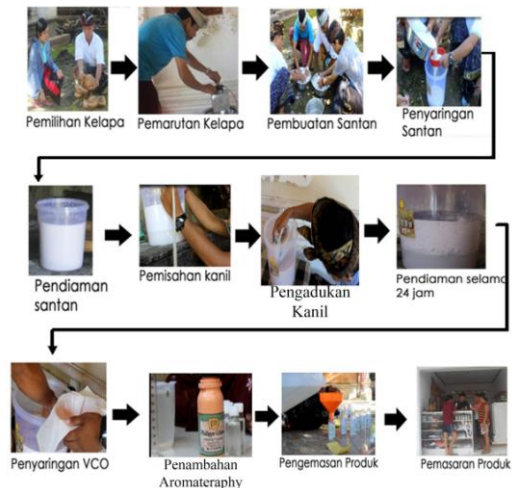 Pemilihan Kelapa
Pemarutan Kelapa
Pembuatan Santan
Penyaringan
Santan
Pendiaman
santan
Pemisahan kanil
Pengadukan
Kanil
Pendiaman selama
24 jam
Penyaringan VCO
Penambahan
Aromateraphy
Pengemasan Produk
Pemasaran Produk